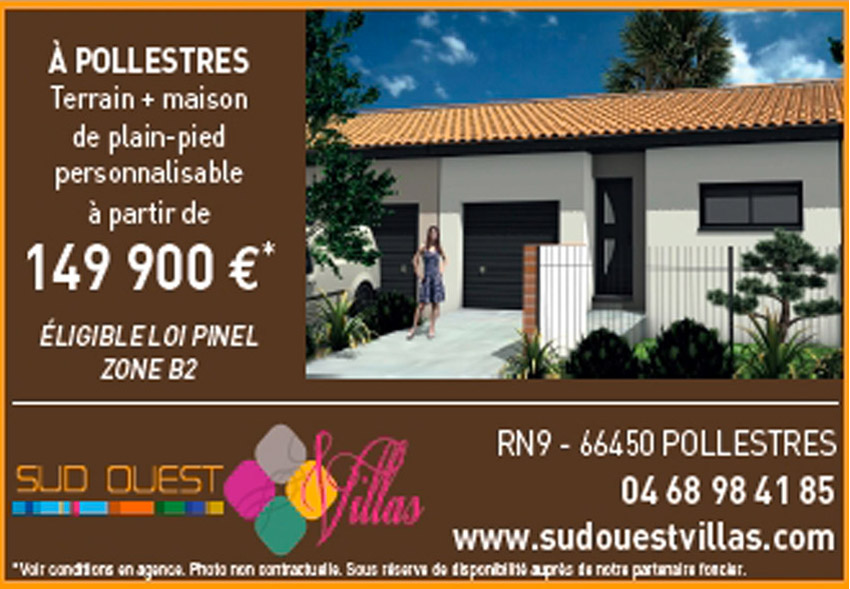 À POLLESTRES
Terrain + maison
de plain-pied
personnalisable
à partir de
149 900 €*
ÉLIGIBLE LOI PINEL
ZONE B2
SUD OUEST
Villas
RN9 - 66450 POLLESTRES
04 68 98 41 85
www.sudouestvillas.com
*Voir conditions en agence. Photo non contractuelle. Sous réserve de disponibilité auprès de notre partenaire foncier.